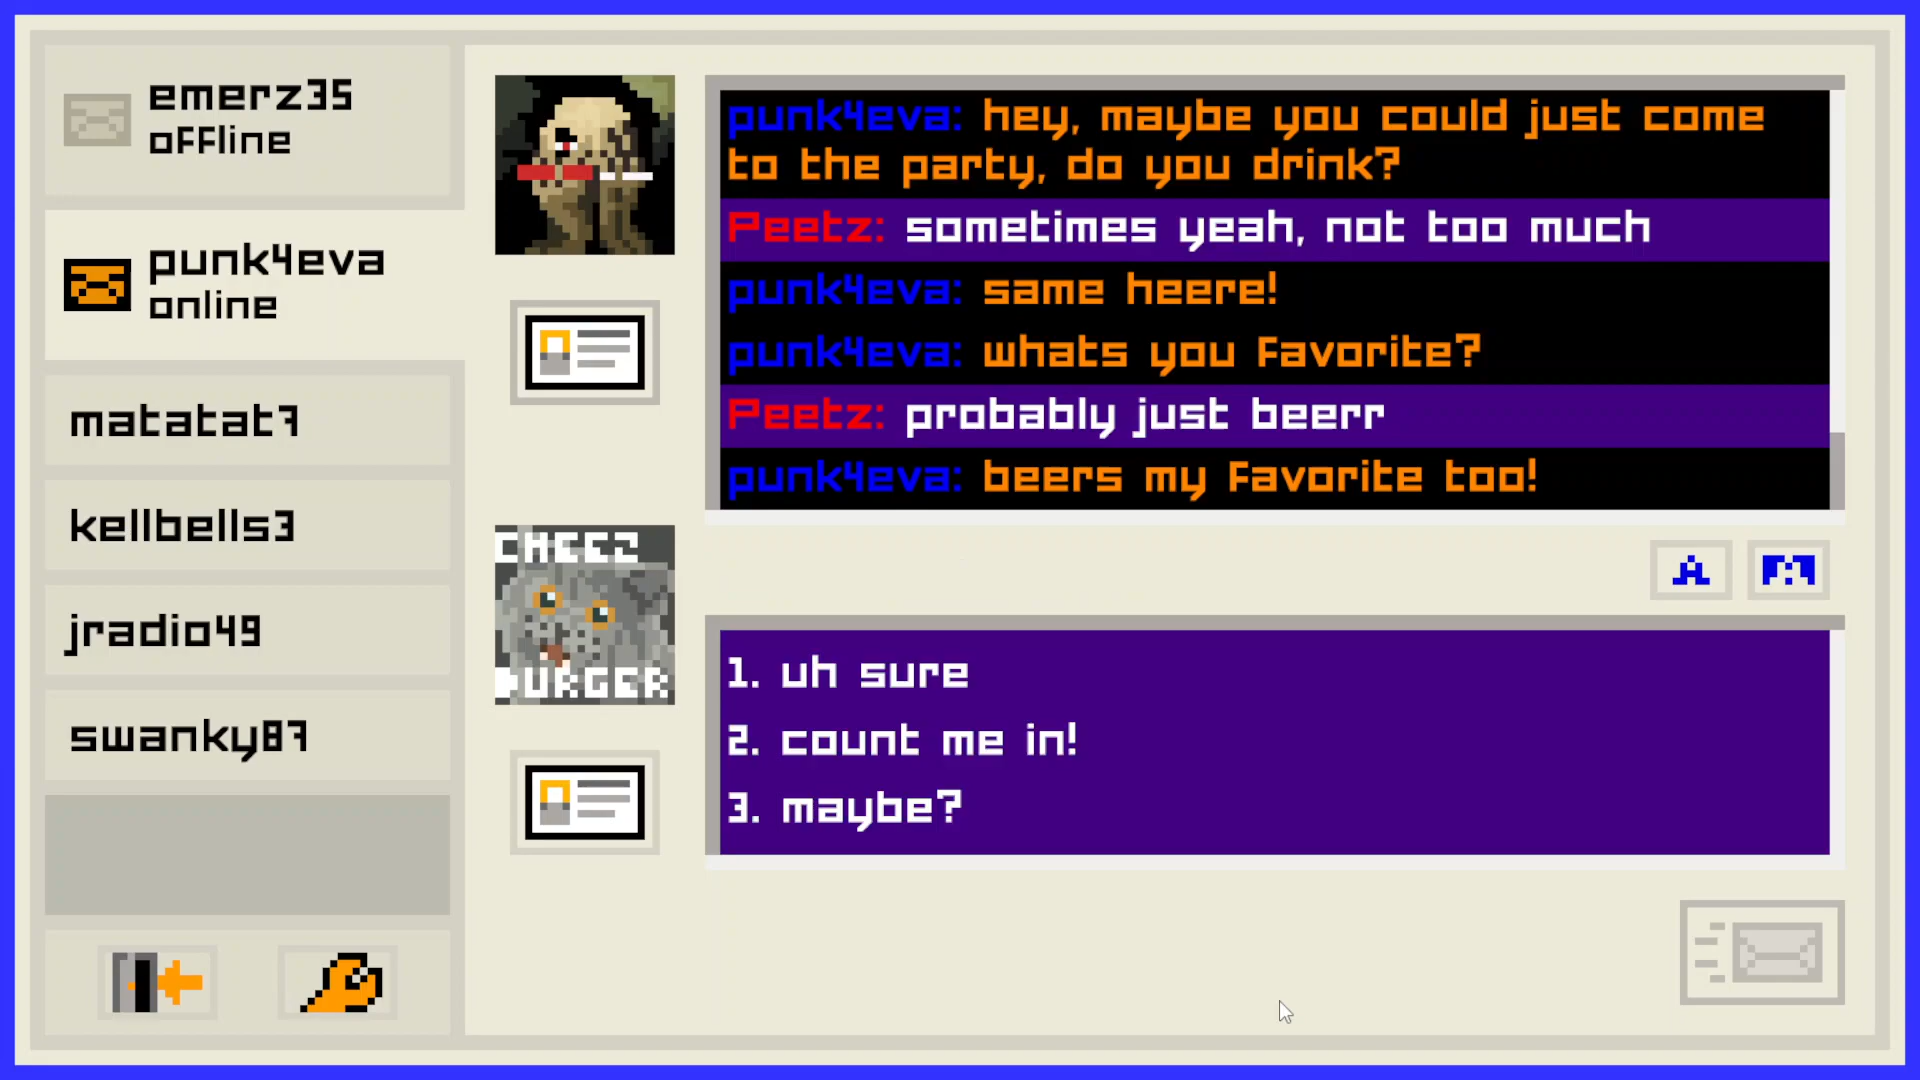 emerz35
offline
punk4eva
online
matatat7
kellbells3
jradio49
swanky87
punk4eva: hey, maybe you could just come
to the party, do you drink?
Peetz: sometimes yeah, not too much
punk4eva: same heere!
punk4eva: whats you favorite?
Peetz: probably just beerr
punk4eva: beers my favorite too!
CHEEZ
BURGER
A
1. uh sure
2. count me in!
3. maybe?